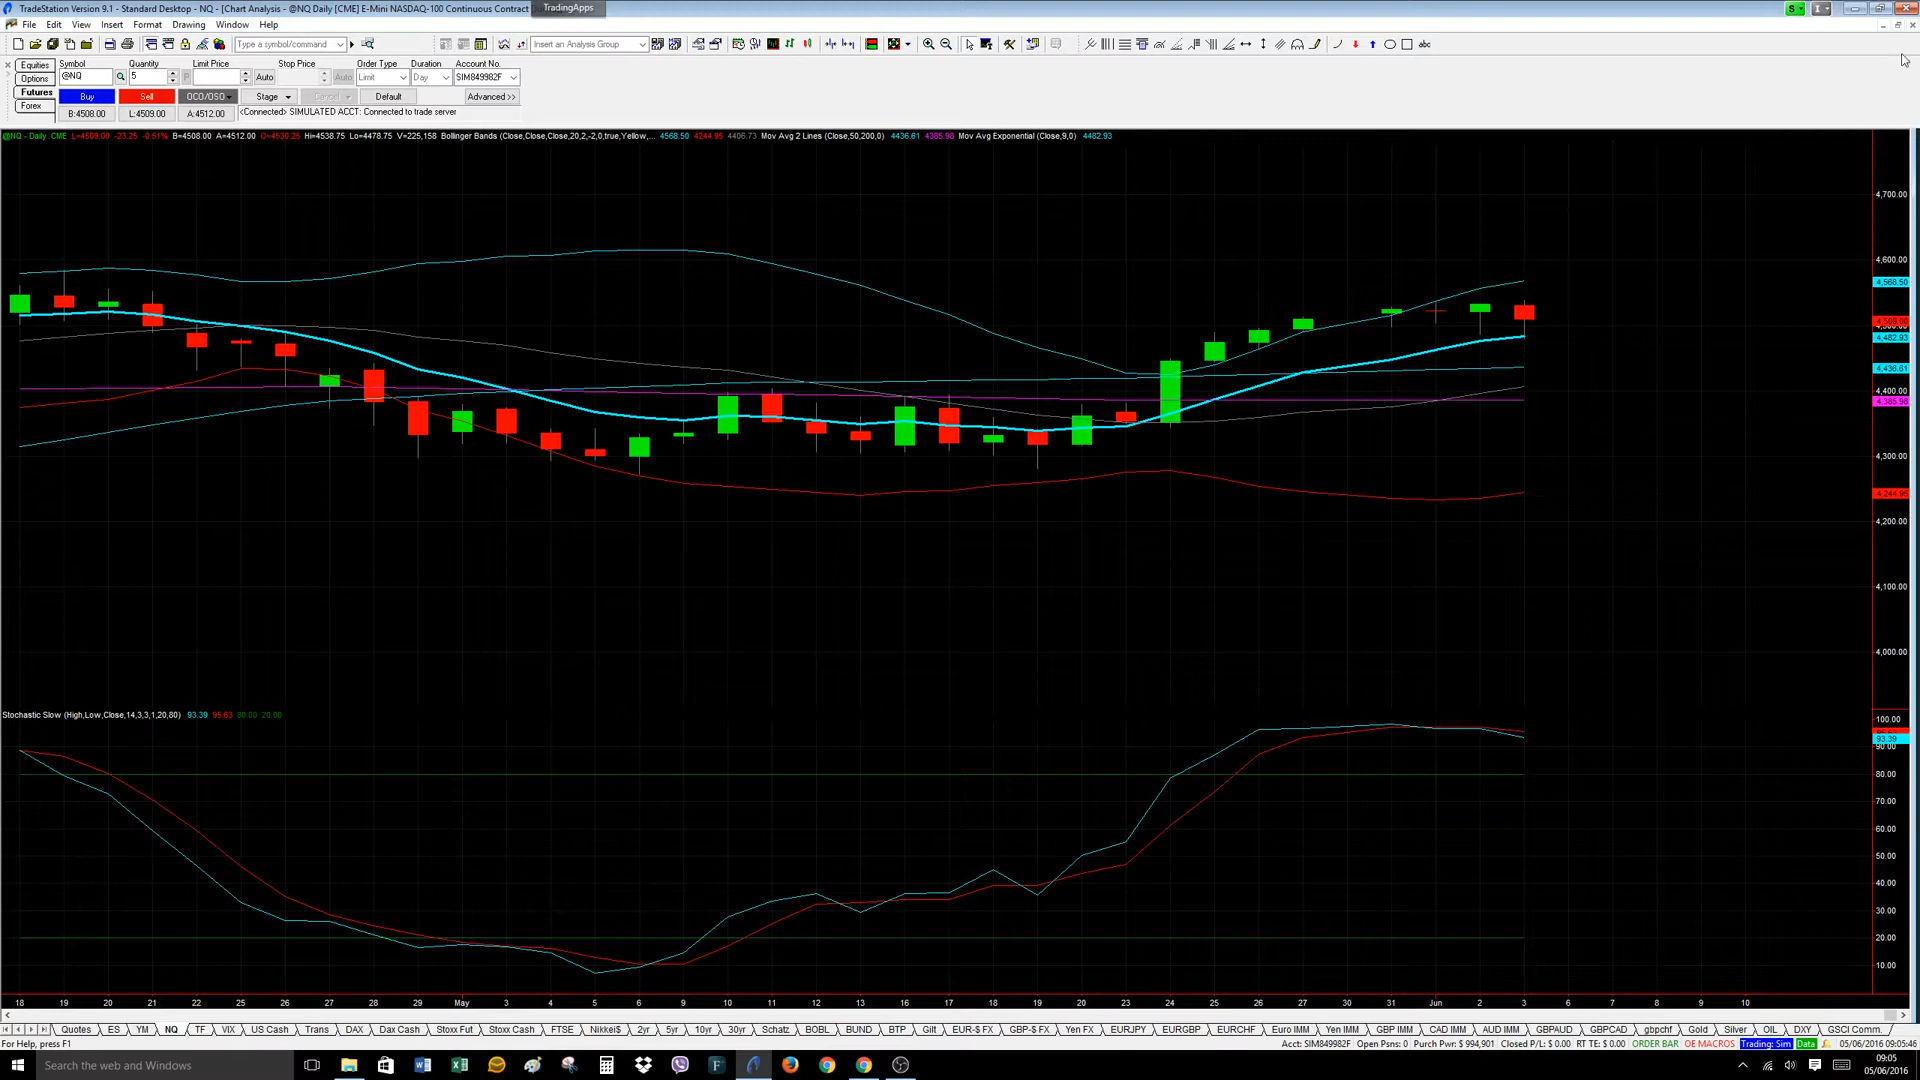 TradeStation Version 9.1 - Standard Desktop - NQ - [Chart Analysis - @NQ Daily [CME] E-Mini NASDAQ-100 Continuous Contract
TradingApps
File Edit View Insert Format Drawing Window Help
Type a symbol/command
Insert an Analysis Group
abc
Equities Symbol Quantity Limit Price Stop Price Order Type Duration Account No.
Options @NQ 5 P Auto Auto Limit Day SIM849982F
Futures Buy Sell OCO/OSO Stage Cancel Default Advanced >>
Forex B:4508.00 L:4509.00 A:4512.00 <Connected> SIMULATED ACCT: Connected to trade server
@NQ - Daily CME L=4509.00 -23.25 -0.51% B=4508.00 A=4512.00 O=4530.25 Hi=4538.75 Lo=4478.75 V=225,158 Bollinger Bands (Close,Close,Close,20,2,-2,0,true,Yellow,... 4568.50 4244.95 4406.73 Mov Avg 2 Lines (Close,50,200,0) 4436.61 4385.98 Mov Avg Exponential (Close,9,0) 4482.93
4,700.00
4,600.00
4,568.50
4,509.00
4,482.93
4,436.61
4,400.00
4,385.98
4,300.00
4,244.95
4,200.00
4,100.00
4,000.00
Stochastic Slow (High,Low,Close,14,3,3,1,20,80) 93.39 95.63 80.00 20.00
100.00
93.39
90.00
80.00
70.00
60.00
50.00
40.00
30.00
20.00
10.00
18 19 20 21 22 25 26 27 28 29 May 3 4 5 6 9 10 11 12 13 16 17 18 19 20 23 24 25 26 27 30 31 Jun 2 3 6 7 8 9 10
Quotes ES YM NQ TF VIX US Cash Trans DAX Dax Cash Stoxx Fut Stoxx Cash FTSE Nikkei$ 2yr 5yr 10yr 30yr Schatz BOBL BUND BTP Gilt EUR-$ FX GBP-$ FX Yen FX EURJPY EURGBP EURCHF Euro IMM Yen IMM GBP IMM CAD IMM AUD IMM GBPAUD GBPCAD gbpchf Gold Silver OIL DXY GSCI Comm.
For Help, press F1 Acct: SIM849982F Open Psns: 0 Purch Pwr: $ 994,901 Closed P/L: $ 0.00 RT TE: $ 0.00 ORDER BAR OE MACROS Trading: Sim Data 05/06/2016 09:05:46
Search the web and Windows
09:05
05/06/2016